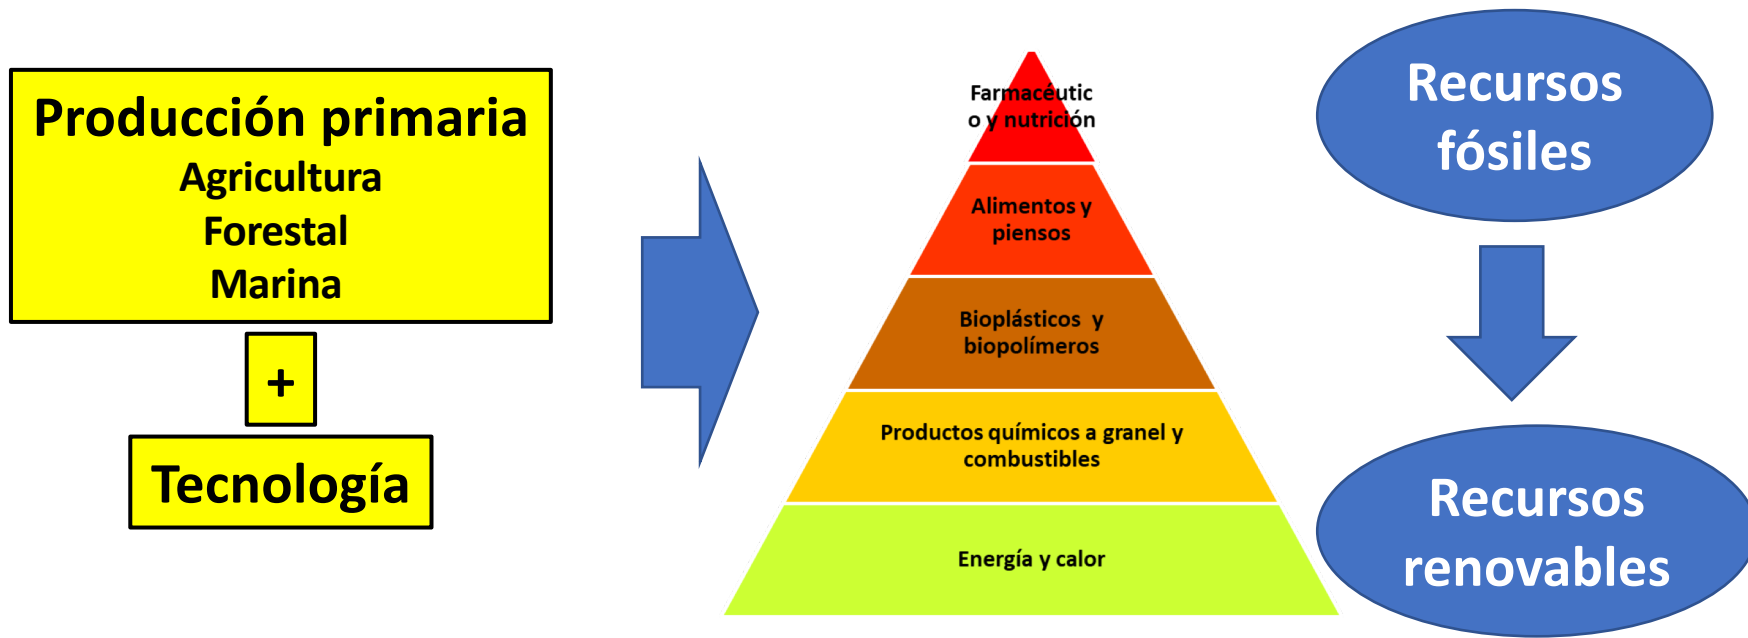 Producción primaria
Agricultura
Forestal
Marina
+
Tecnología
Farmacéutic
o y nutrición
Alimentos y
piensos
Bioplásticos y
biopolímeros
Productos químicos a granel y
combustibles
Energía y calor
Recursos
fósiles
Recursos
renovables